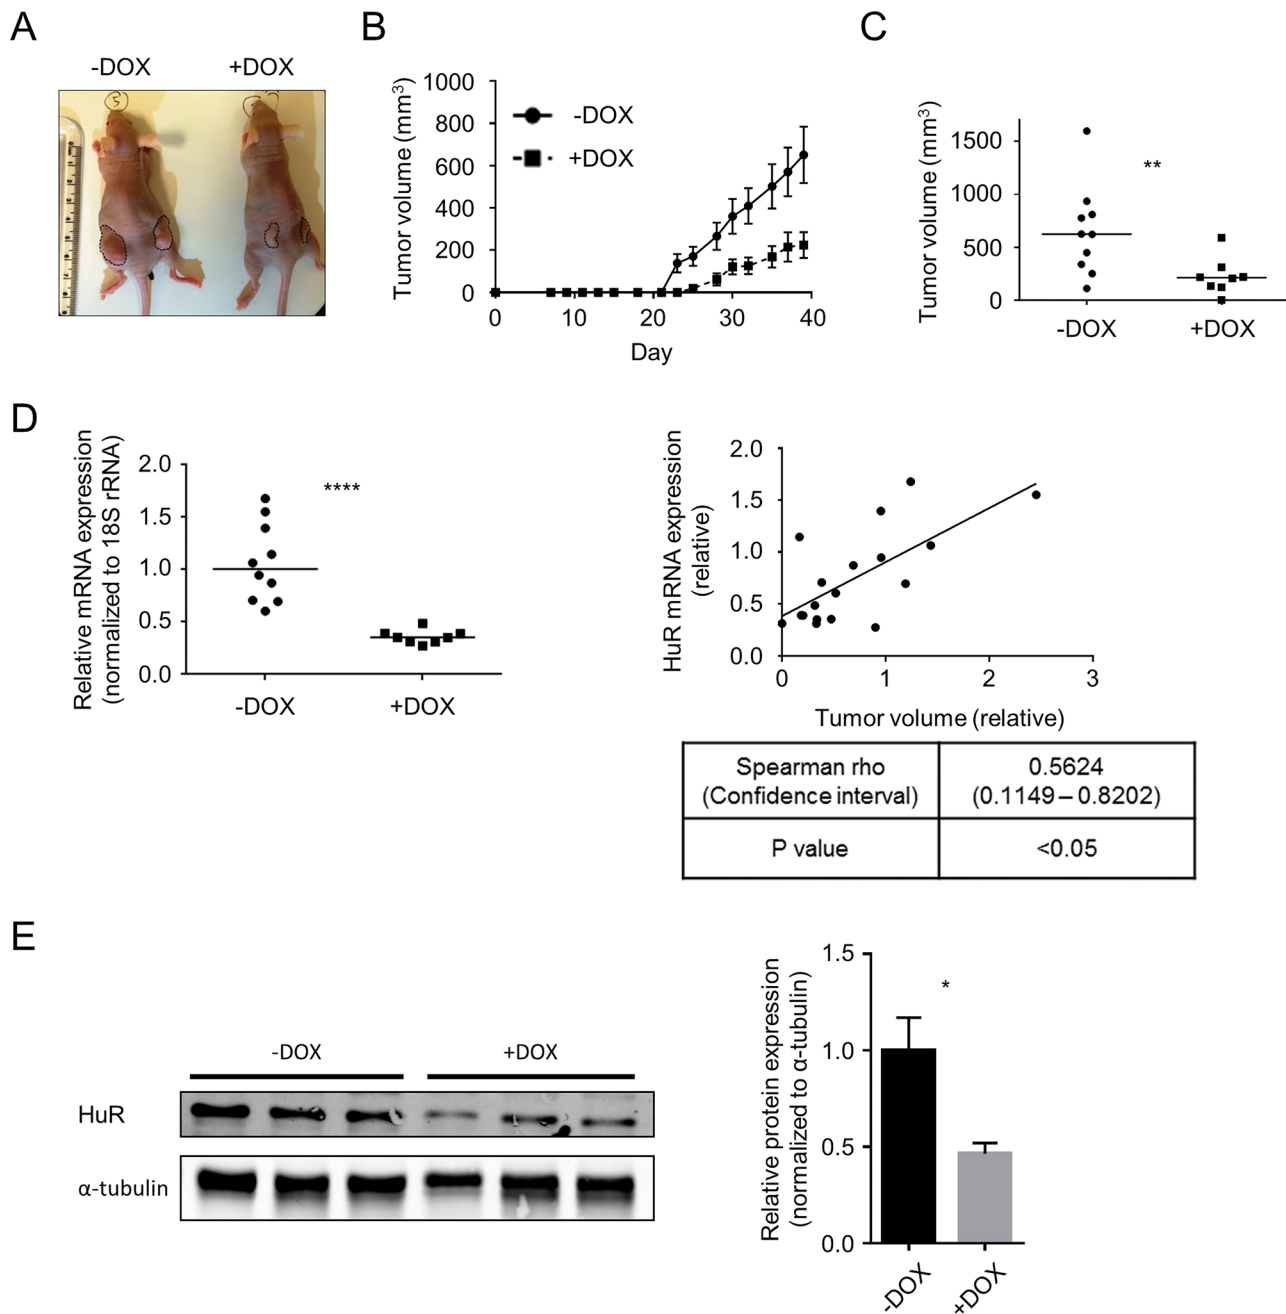 A
-DOX
+DOX
5
B
Tumor volume (mm³)
1000
800
600
400
200
0
0
10
20
30
40
Day
-DOX
+DOX
C
Tumor volume (mm³)
1500
1000
500
0
**
-DOX
+DOX
D
Relative mRNA expression
(normalized to 18S rRNA)
2.0
1.5
1.0
0.5
0.0
****
-DOX
+DOX
HuR mRNA expression
(relative)
2.0
1.5
1.0
0.5
0.0
0
1
2
3
Tumor volume (relative)
Spearman rho
(Confidence interval)
0.5624
(0.1149 – 0.8202)
P value
<0.05
E
-DOX
+DOX
HuR
α-tubulin
Relative protein expression
(normalized to α-tubulin)
1.5
1.0
0.5
0.0
*
-DOX
+DOX